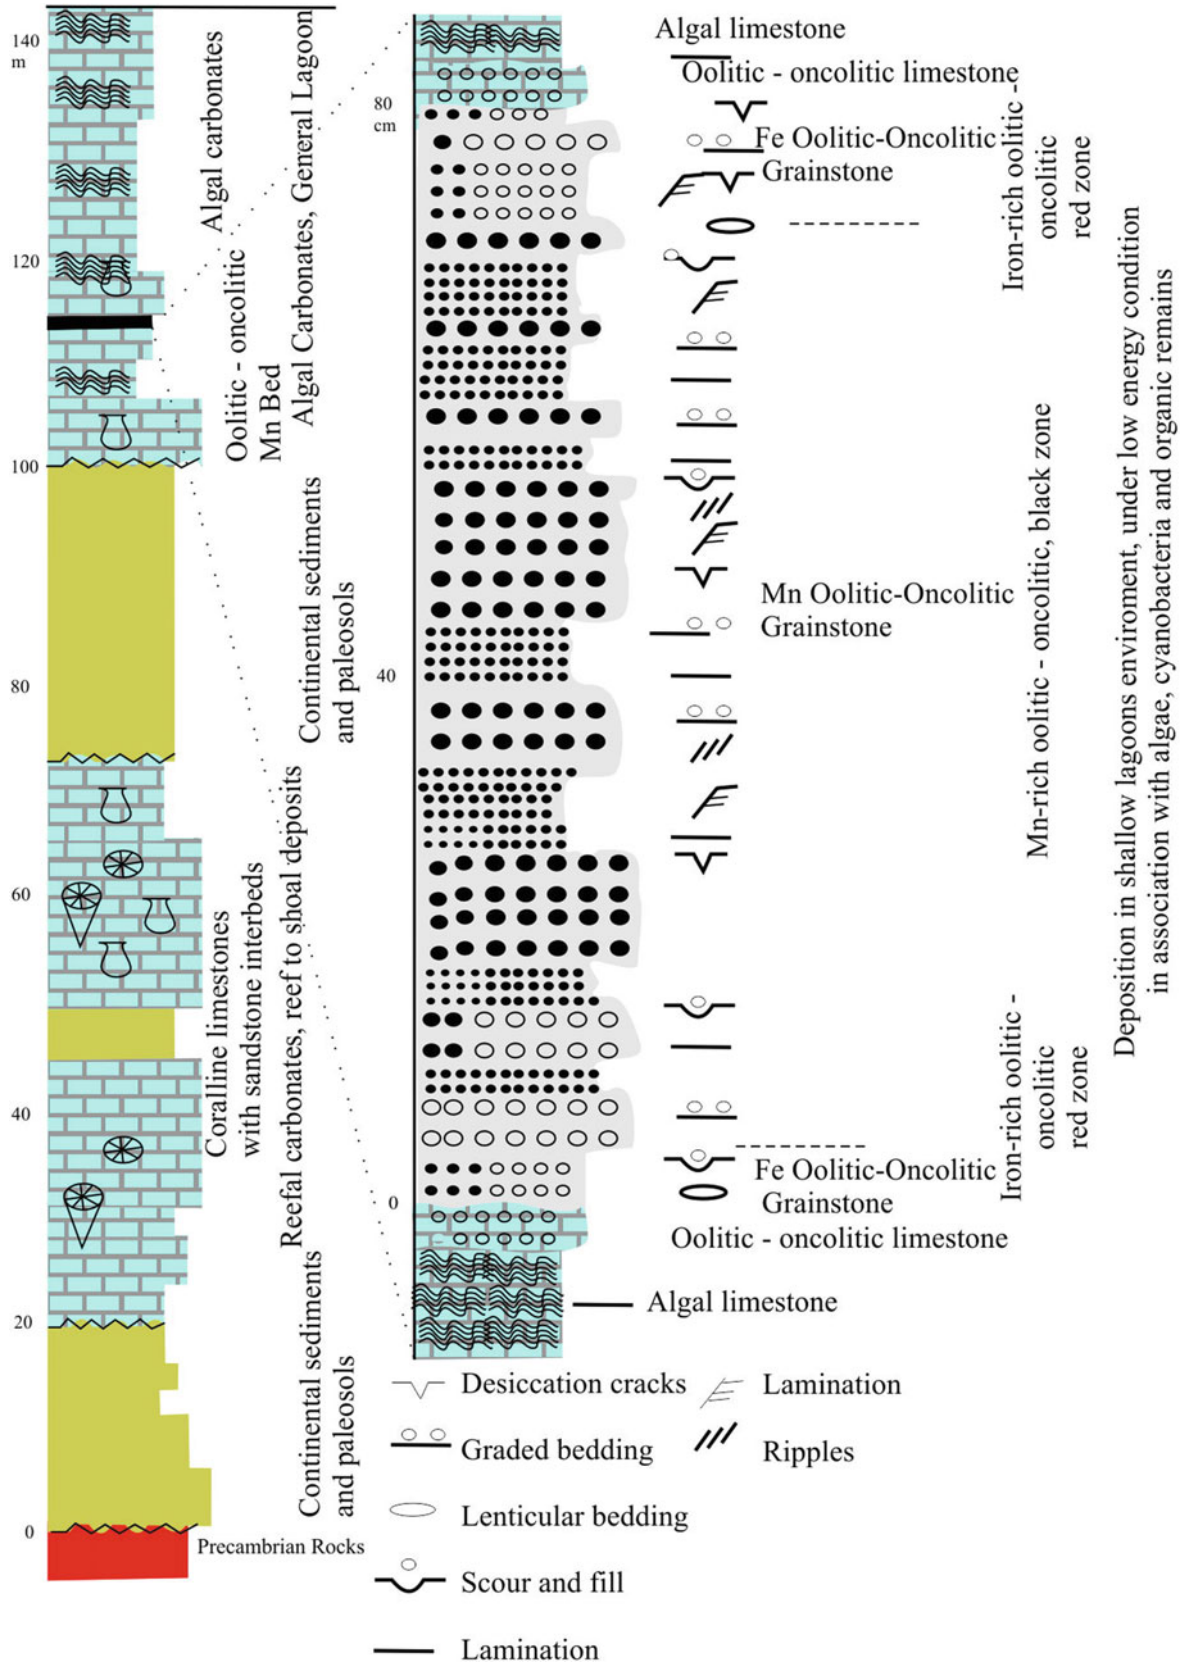 140
m
120
100
80
60
40
20
0
Algal carbonates
Oolitic - oncolitic
Mn Bed
Algal Carbonates, General Lagoon
Continental sediments
and paleosols
Coralline limestones
with sandstone interbeds
Reefal carbonates, reef to shoal deposits
Continental sediments
and paleosols
Precambrian Rocks
80
cm
40
0
Algal limestone
Oolitic - oncolitic limestone
Fe Oolitic-Oncolitic
Grainstone
Mn Oolitic-Oncolitic
Grainstone
Fe Oolitic-Oncolitic
Grainstone
Oolitic - oncolitic limestone
Algal limestone
Iron-rich oolitic -
oncolitic
red zone
Mn-rich oolitic - oncolitic, black zone
Iron-rich oolitic -
oncolitic
red zone
Deposition in shallow lagoons enviroment, under low energy condition
in association with algae, cyanobacteria and organic remains
Desiccation cracks
Lamination
Graded bedding
Ripples
Lenticular bedding
Scour and fill
Lamination